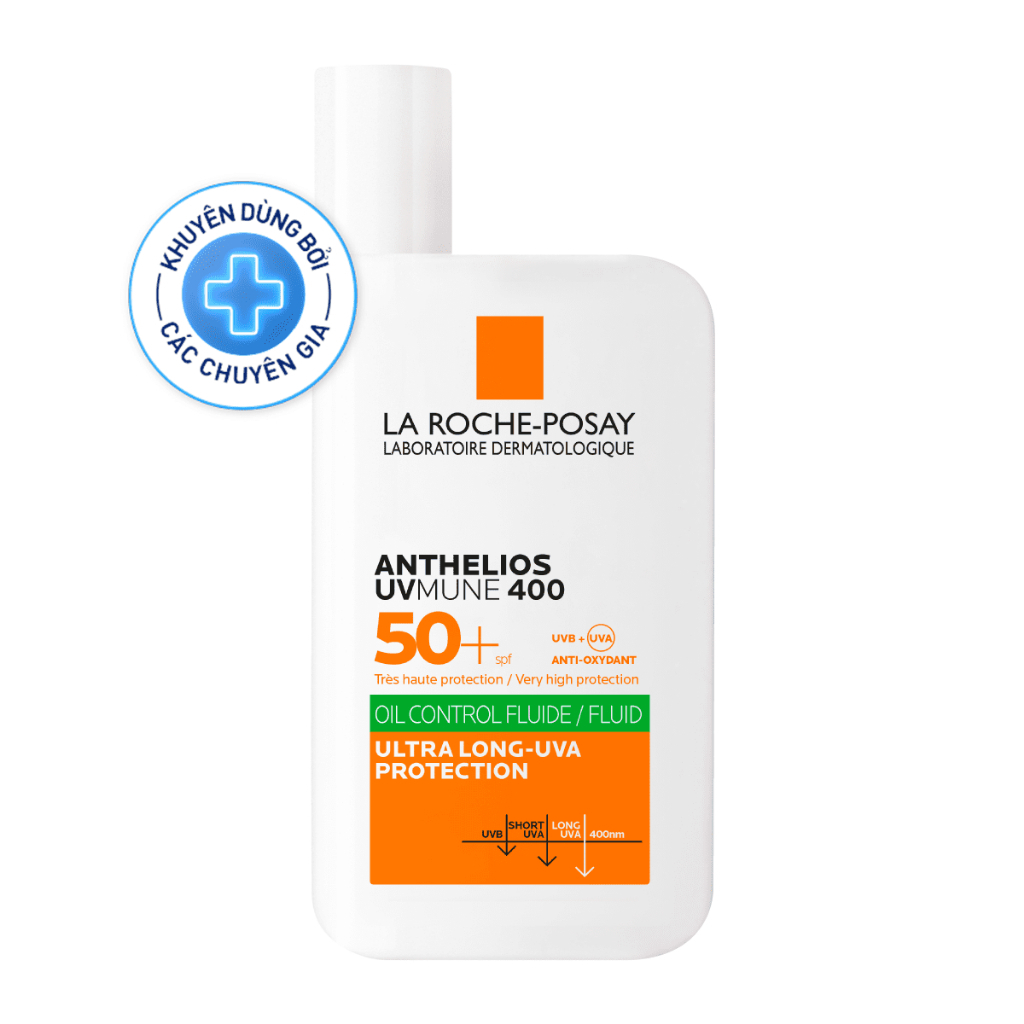 KHUYÊN DÙNG BỞI
CÁC CHUYÊN GIA
LA ROCHE-POSAY
LABORATOIRE DERMATOLOGIQUE
ANTHELIOS
UVMUNE 400
50+ spf
UVB + UVA
ANTI-OXYDANT
Très haute protection / Very high protection
OIL CONTROL FLUIDE / FLUID
ULTRA LONG-UVA
PROTECTION
UVB SHORT UVA LONG UVA 400nm